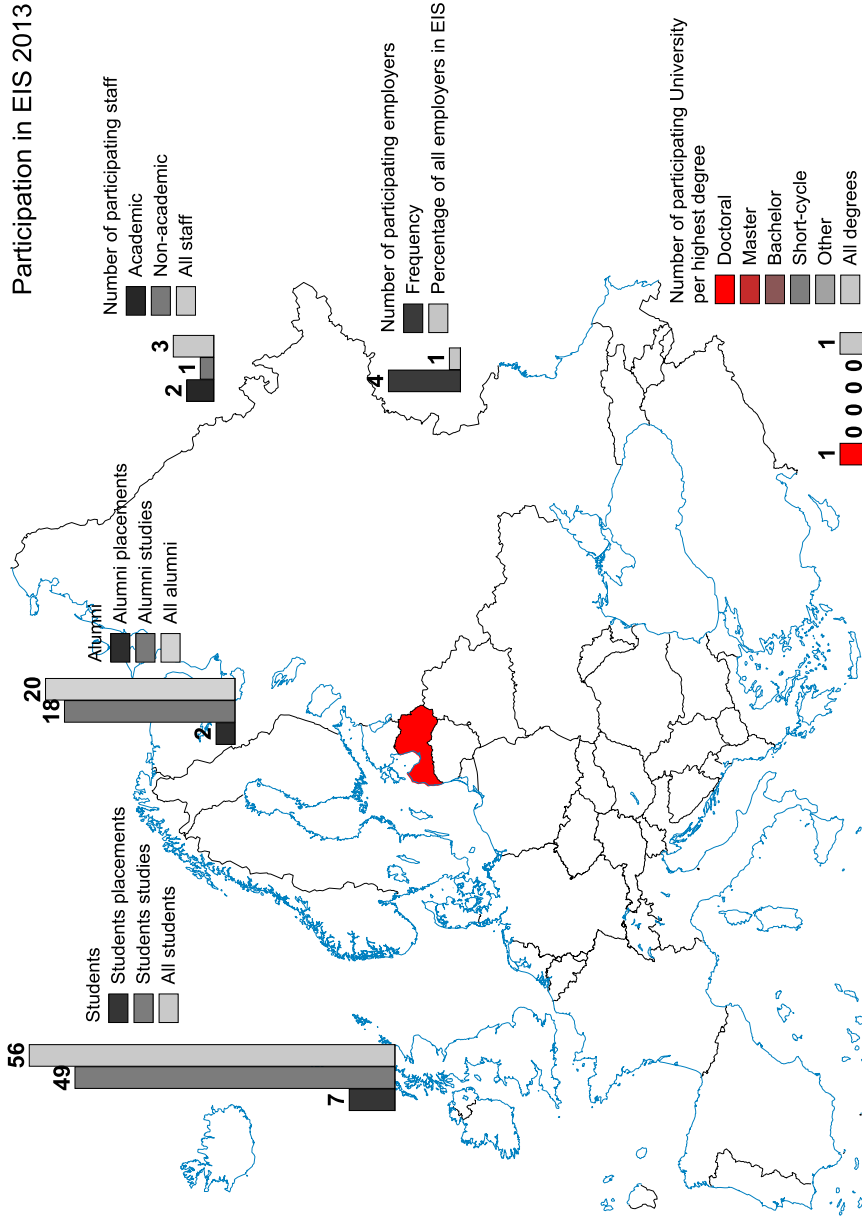 Participation in EIS 2013
Students
Students placements
Students studies
All students
7
49
56
Alumni
Alumni placements
Alumni studies
All alumni
2
18
20
Number of participating staff
Academic
Non-academic
All staff
2
1
3
Number of participating employers
Frequency
Percentage of all employers in EIS
4
1
Number of participating University
per highest degree
Doctoral
Master
Bachelor
Short-cycle
Other
All degrees
1
0
0
0
0
1